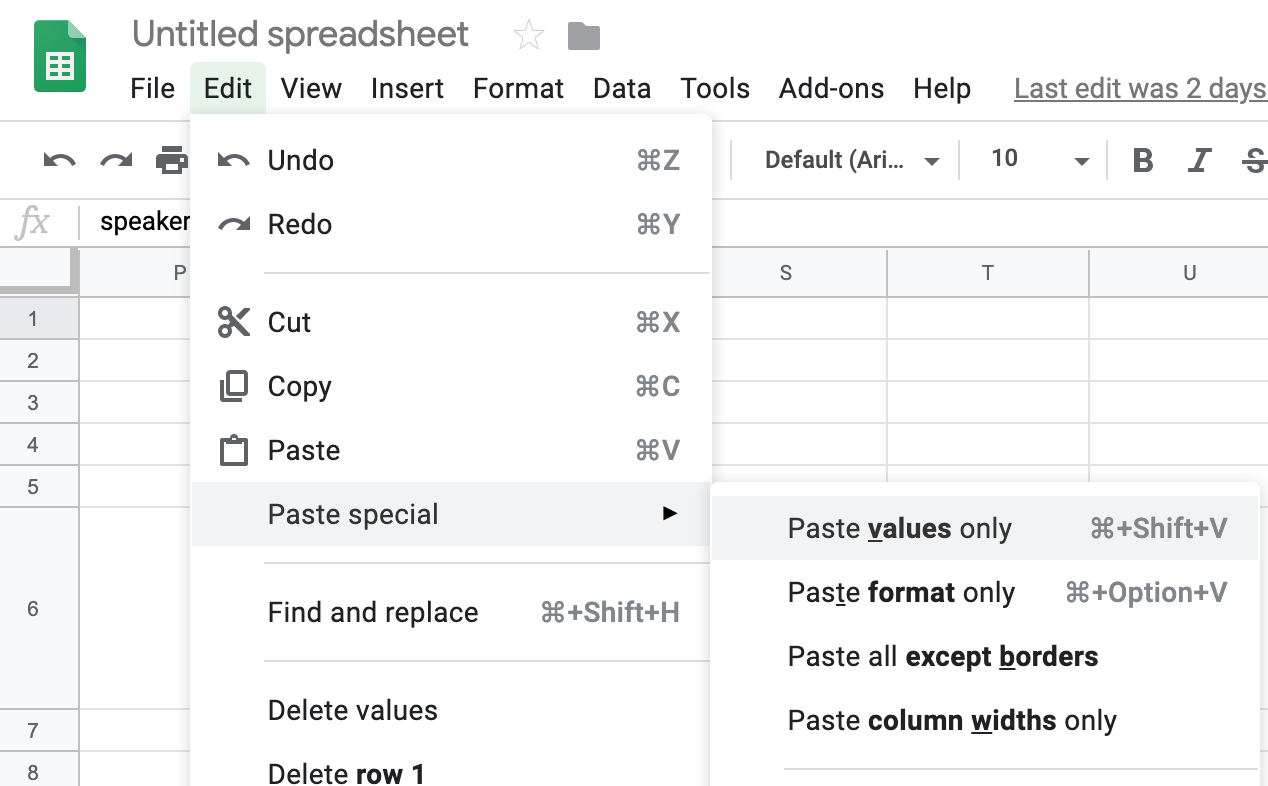 Untitled spreadsheet
File Edit View Insert Format Data Tools Add-ons Help Last edit was 2 days
Undo ⌘Z Default (Ari... 10 B I S
Redo ⌘Y
fx speaker
P S T U
1
Cut ⌘X
2
Copy ⌘C
3
4
Paste ⌘V
5
Paste special ►
Paste values only ⌘+Shift+V
Paste format only ⌘+Option+V
6
Find and replace ⌘+Shift+H
Paste all except borders
Delete values
Paste column widths only
7
8
Delete row 1